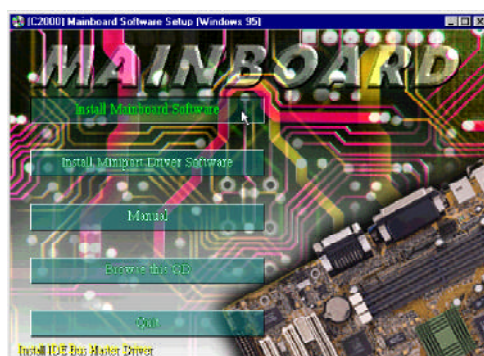 [C2000] Mainboard Software Setup [Windows 95]
MAINBOARD
Install Mainboard Software
Install Miniport Driver Software
Manual
Browse this CD
Quit
Install IDE Bus Master Driver